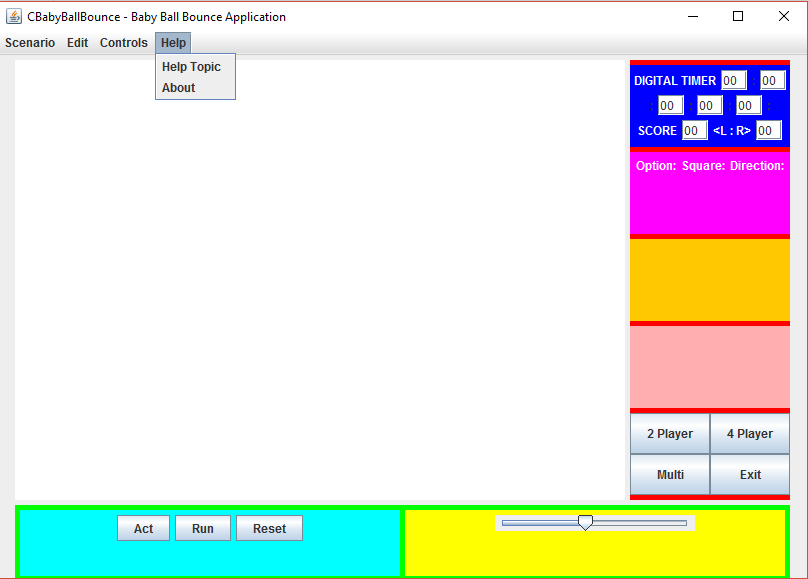 CBabyBallBounce - Baby Ball Bounce Application
Scenario Edit Controls Help
Help Topic
About
DIGITAL TIMER 00 : 00
: 00 : 00 : 00 :
SCORE 00 <L : R> 00
Option: Square: Direction:
2 Player 4 Player
Multi Exit
Act Run Reset